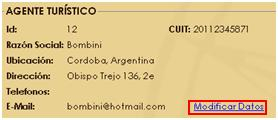 AGENTE TURÍSTICO
Id: 12 CUIT: 20112345871
Razón Social: Bombini
Ubicación: Cordoba, Argentina
Dirección: Obispo Trejo 136, 2e
Telefonos:
E-Mail: bombini@hotmail.com Modificar Datos